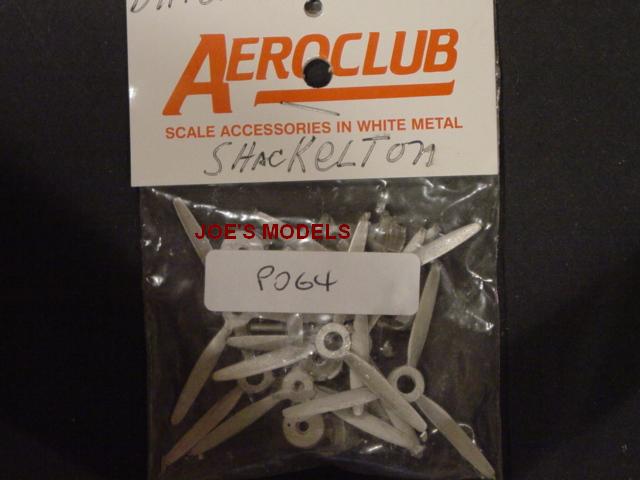 AEROCLUB
SCALE ACCESSORIES IN WHITE METAL
SHACKELTON
JOE'S MODELS
P064